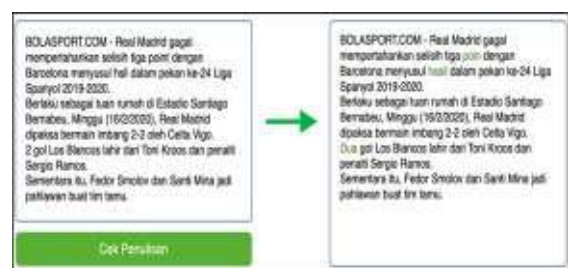 BOLASPORT.COM - Real Madrid gagal
mempertahankan selisih tiga point dengan
Barcelona menyusul hail dalam pekan ke-24 Liga
Spanyol 2019-2020.
Berlaku sebagai tuan rumah di Estadio Santiago
Bernabeu, Minggu (16/2/2020), Real Madrid
dipaksa bermain imbang 2-2 oleh Celta Vigo.
2 gol Los Blancos lahir dari Toni Kroos dan penalti
Sergio Ramos.
Sementara itu, Fedor Smolov dan Santi Mina jadi
pahlawan buat tim tamu.
Cek Penulisan
BOLASPORT.COM - Real Madrid gagal
mempertahankan selisih tiga poin dengan
Barcelona menyusul hasil dalam pekan ke-24 Liga
Spanyol 2019-2020.
Berlaku sebagai tuan rumah di Estadio Santiago
Bernabeu, Minggu (16/2/2020), Real Madrid
dipaksa bermain imbang 2-2 oleh Celta Vigo.
Dua gol Los Blancos lahir dari Toni Kroos dan
penalti Sergio Ramos.
Sementara itu, Fedor Smolov dan Santi Mina jadi
pahlawan buat tim tamu.